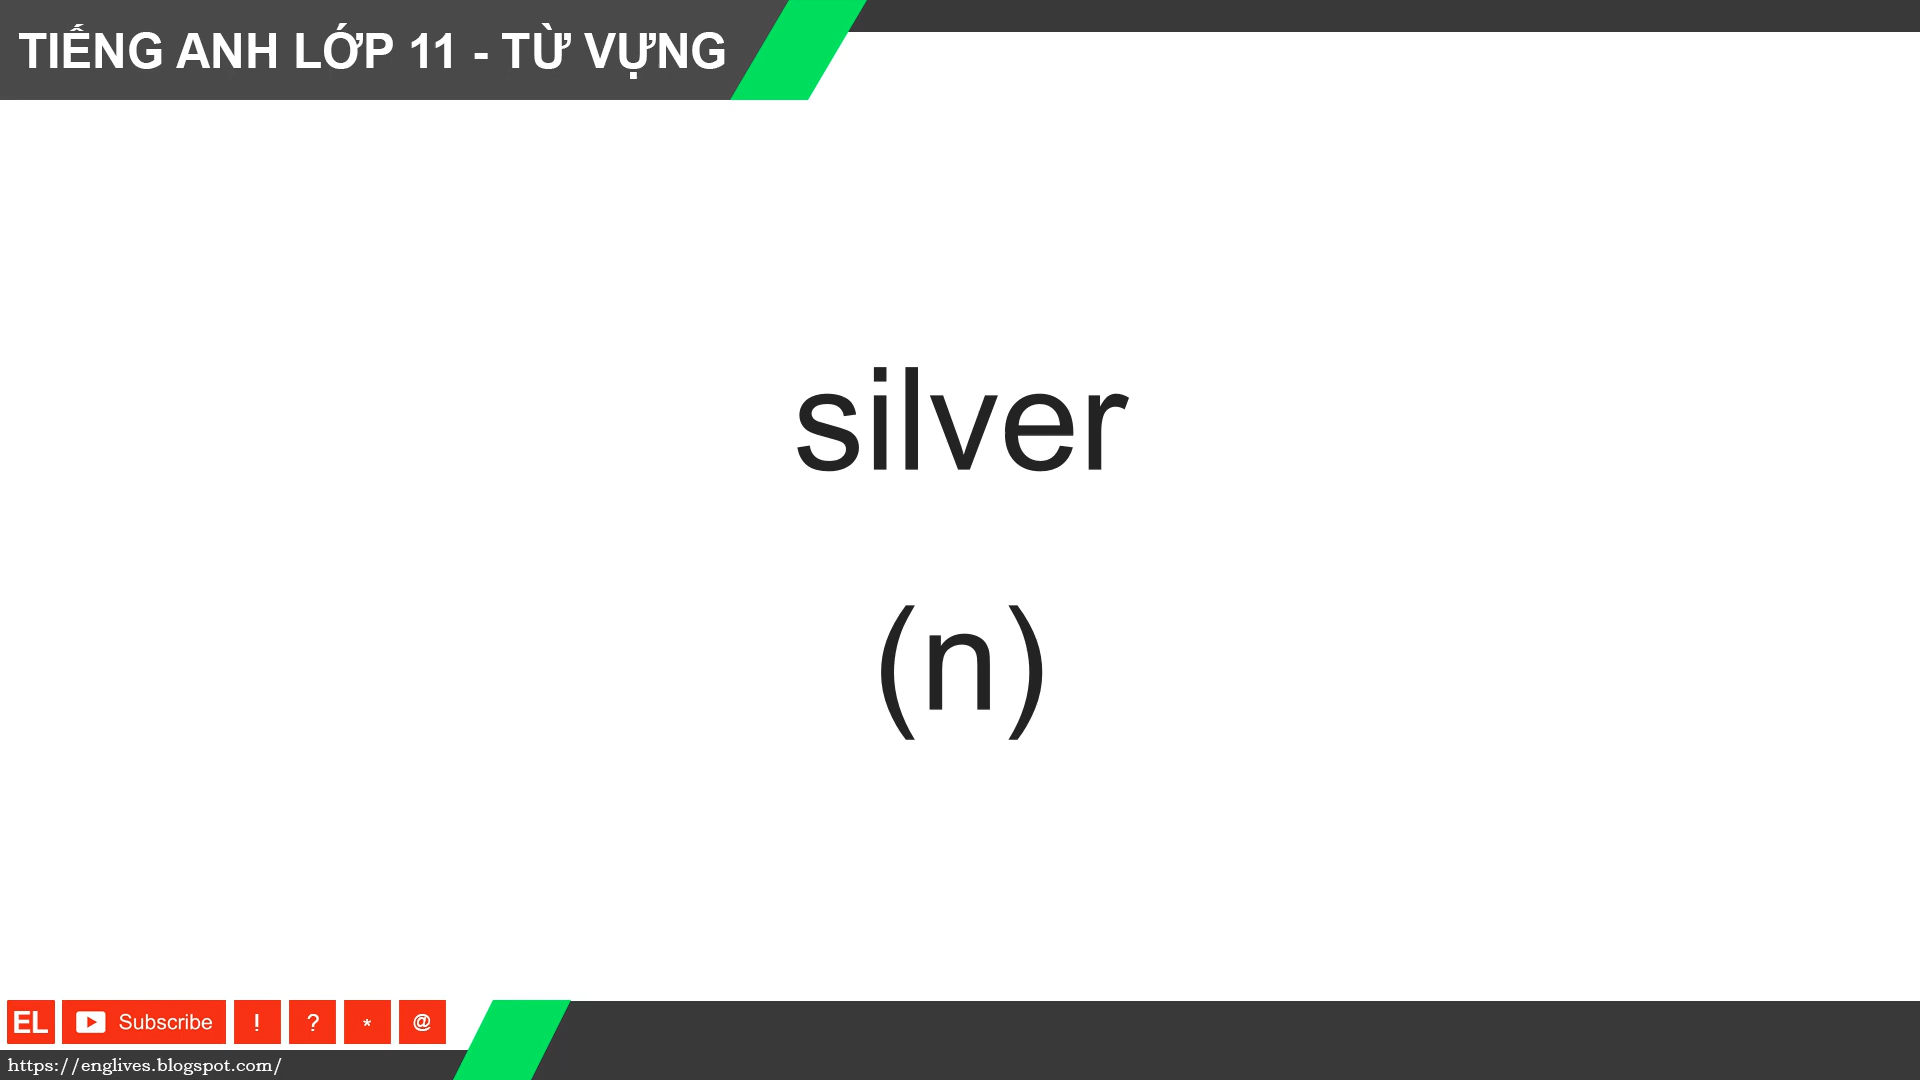 TIẾNG ANH LỚP 11 - TỪ VỰNG
silver
(n)
EL Subscribe ! ? * @
https://englives.blogspot.com/